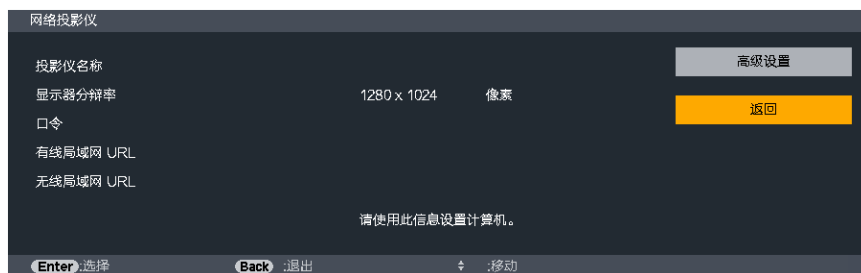 网络投影仪
投影仪名称
高级设置
显示器分辩率 1280 x 1024 像素
返回
口令
有线局域网 URL
无线局域网 URL
请使用此信息设置计算机。
Enter :选择 Back :退出 :移动